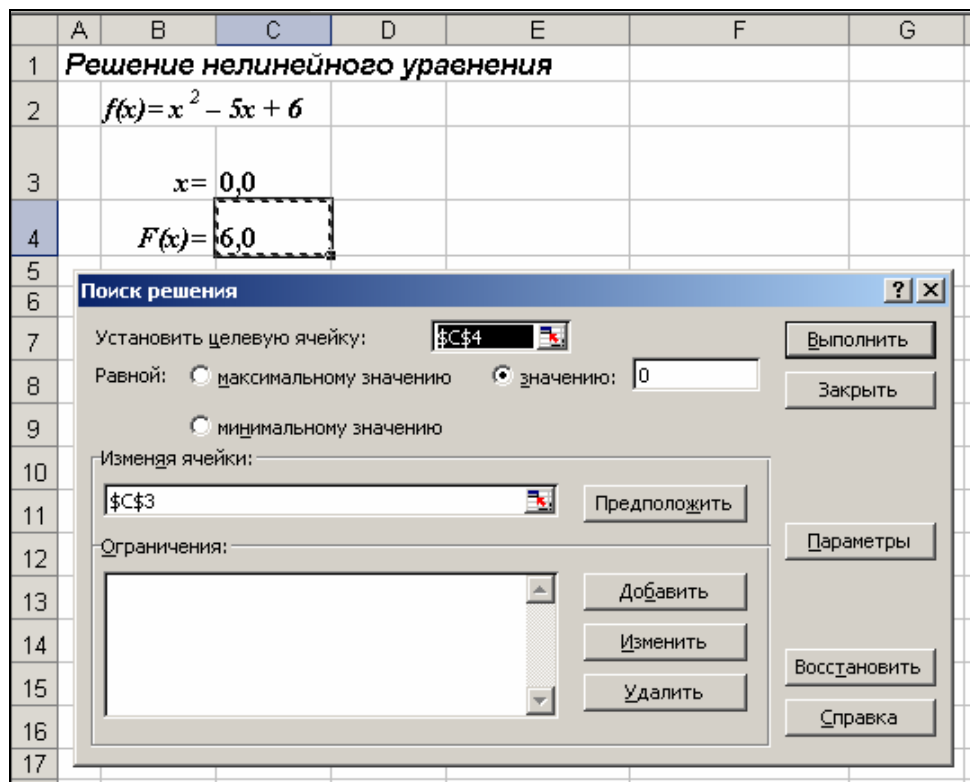 A B C D E F G
1 Решение нелинейного уравнения
2 f(x)= x² – 5x + 6
3 x= 0,0
4 F(x)= 6,0
5
6 Поиск решения
7 Установить целевую ячейку: $C$4 Выполнить
8 Равной: максимальному значению значению: 0 Закрыть
9 минимальному значению
10 Изменяя ячейки:
11 $C$3 Предположить
12 Ограничения: Параметры
13 Добавить
14 Изменить
15 Удалить Восстановить
16 Справка
17